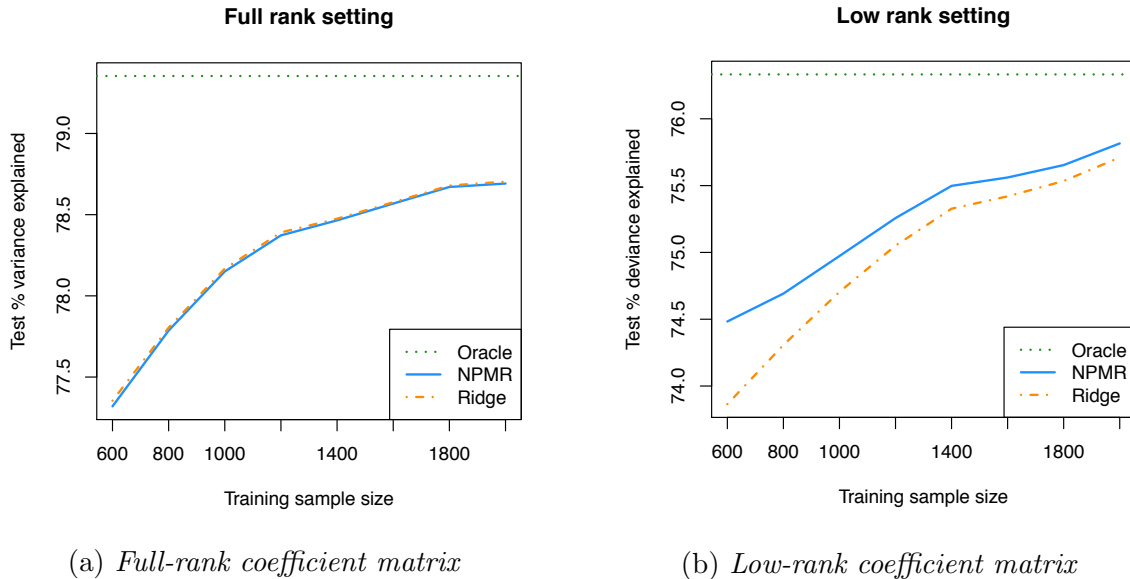 Full rank setting
Test % variance explained
79.0
78.5
78.0
77.5
Oracle
NPMR
Ridge
600 800 1000 1400 1800
Training sample size
(a) Full-rank coefficient matrix
Low rank setting
Test % deviance explained
76.0
75.5
75.0
74.5
74.0
Oracle
NPMR
Ridge
600 800 1000 1400 1800
Training sample size
(b) Low-rank coefficient matrix